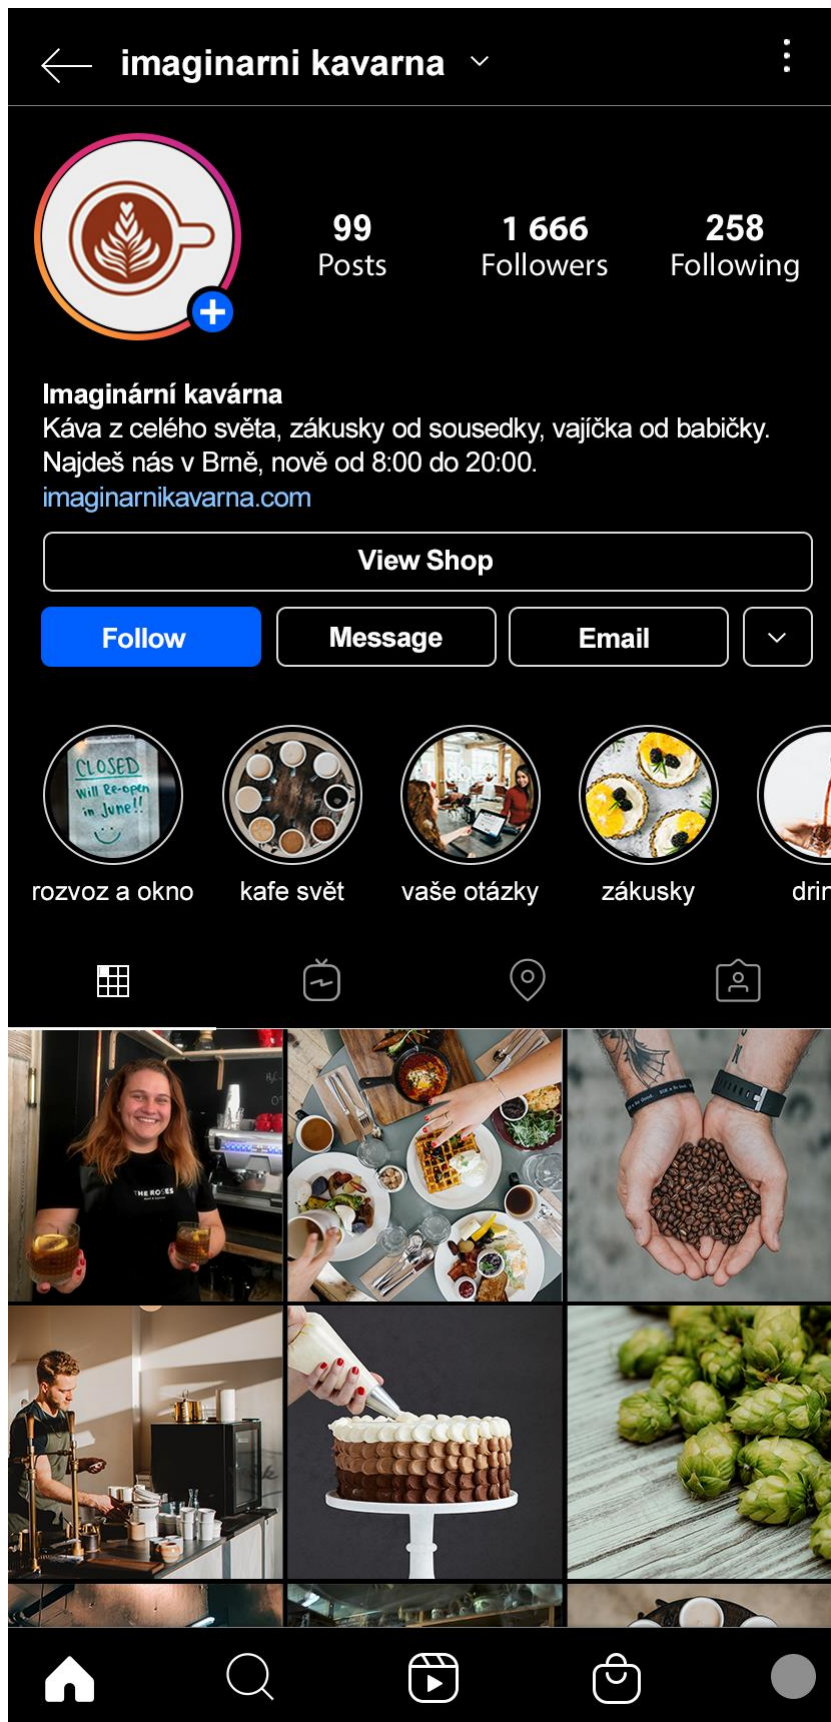 imaginarni kavarna
99
Posts
1 666
Followers
258
Following
Imaginární kavárna
Káva z celého světa, zákusky od sousedky, vajíčka od babičky.
Najdeš nás v Brně, nově od 8:00 do 20:00.
imaginarnikavarna.com
View Shop
Follow
Message
Email
CLOSED
Will Re-open
in June!!
rozvoz a okno
kafe svět
vaše otázky
zákusky
THE ROSES